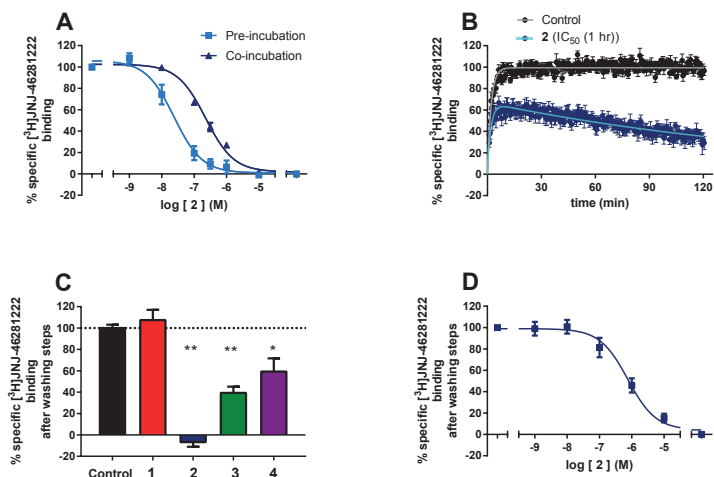 A
Pre-incubation
Co-incubation
% specific [³H]JNJ-46281222
binding
120
100
80
60
40
20
0
-20
-9 -8 -7 -6 -5
log [ 2 ] (M)
B
Control
2 (IC50 (1 hr))
% specific [³H]JNJ-46281222
binding
120
100
80
60
40
20
0
-20
30 60 90 120
time (min)
C
% specific [³H]JNJ-46281222
binding
after washing steps
120
100
80
60
40
20
0
-20
** ** *
Control 1 2 3 4
D
% specific [³H]JNJ-46281222
binding
after washing steps
120
100
80
60
40
20
0
-20
-9 -8 -7 -6 -5
log [ 2 ] (M)